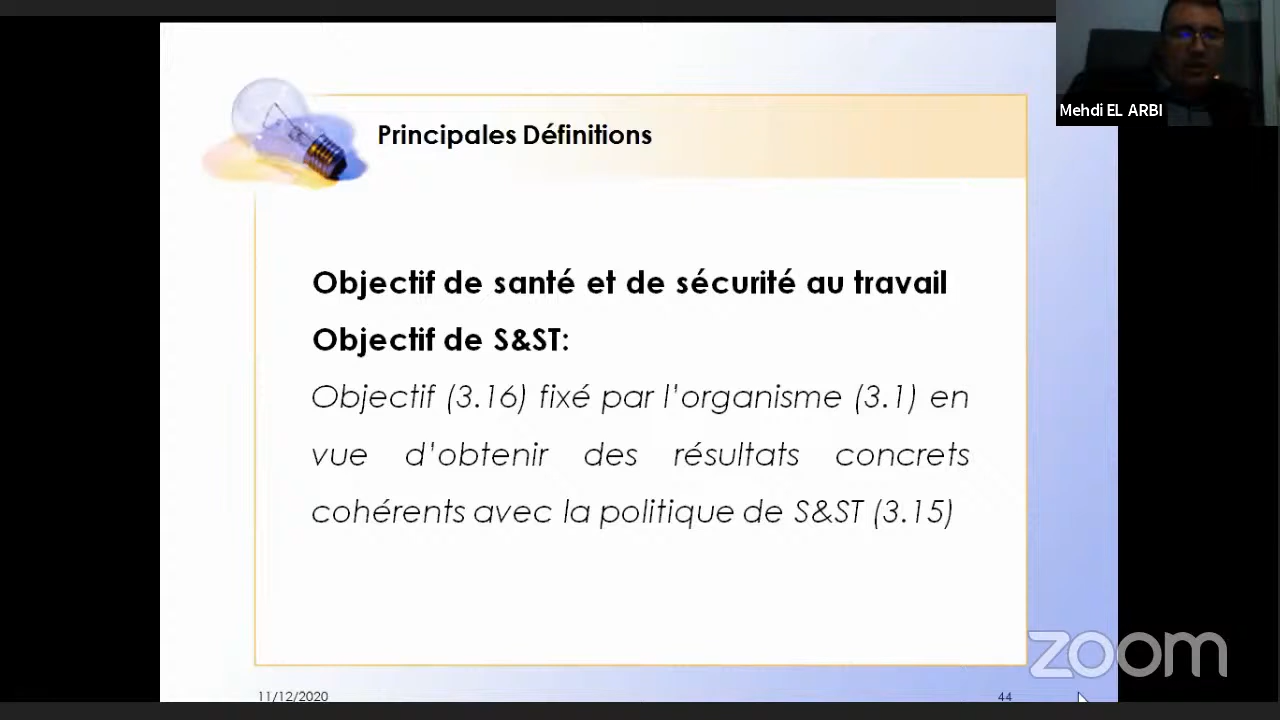 Mehdi EL ARBI
Principales Définitions
Objectif de santé et de sécurité au travail
Objectif de S&ST:
Objectif (3.16) fixé par l'organisme (3.1) en
vue d'obtenir des résultats concrets
cohérents avec la politique de S&ST (3.15)
zoom
11/12/2020
44